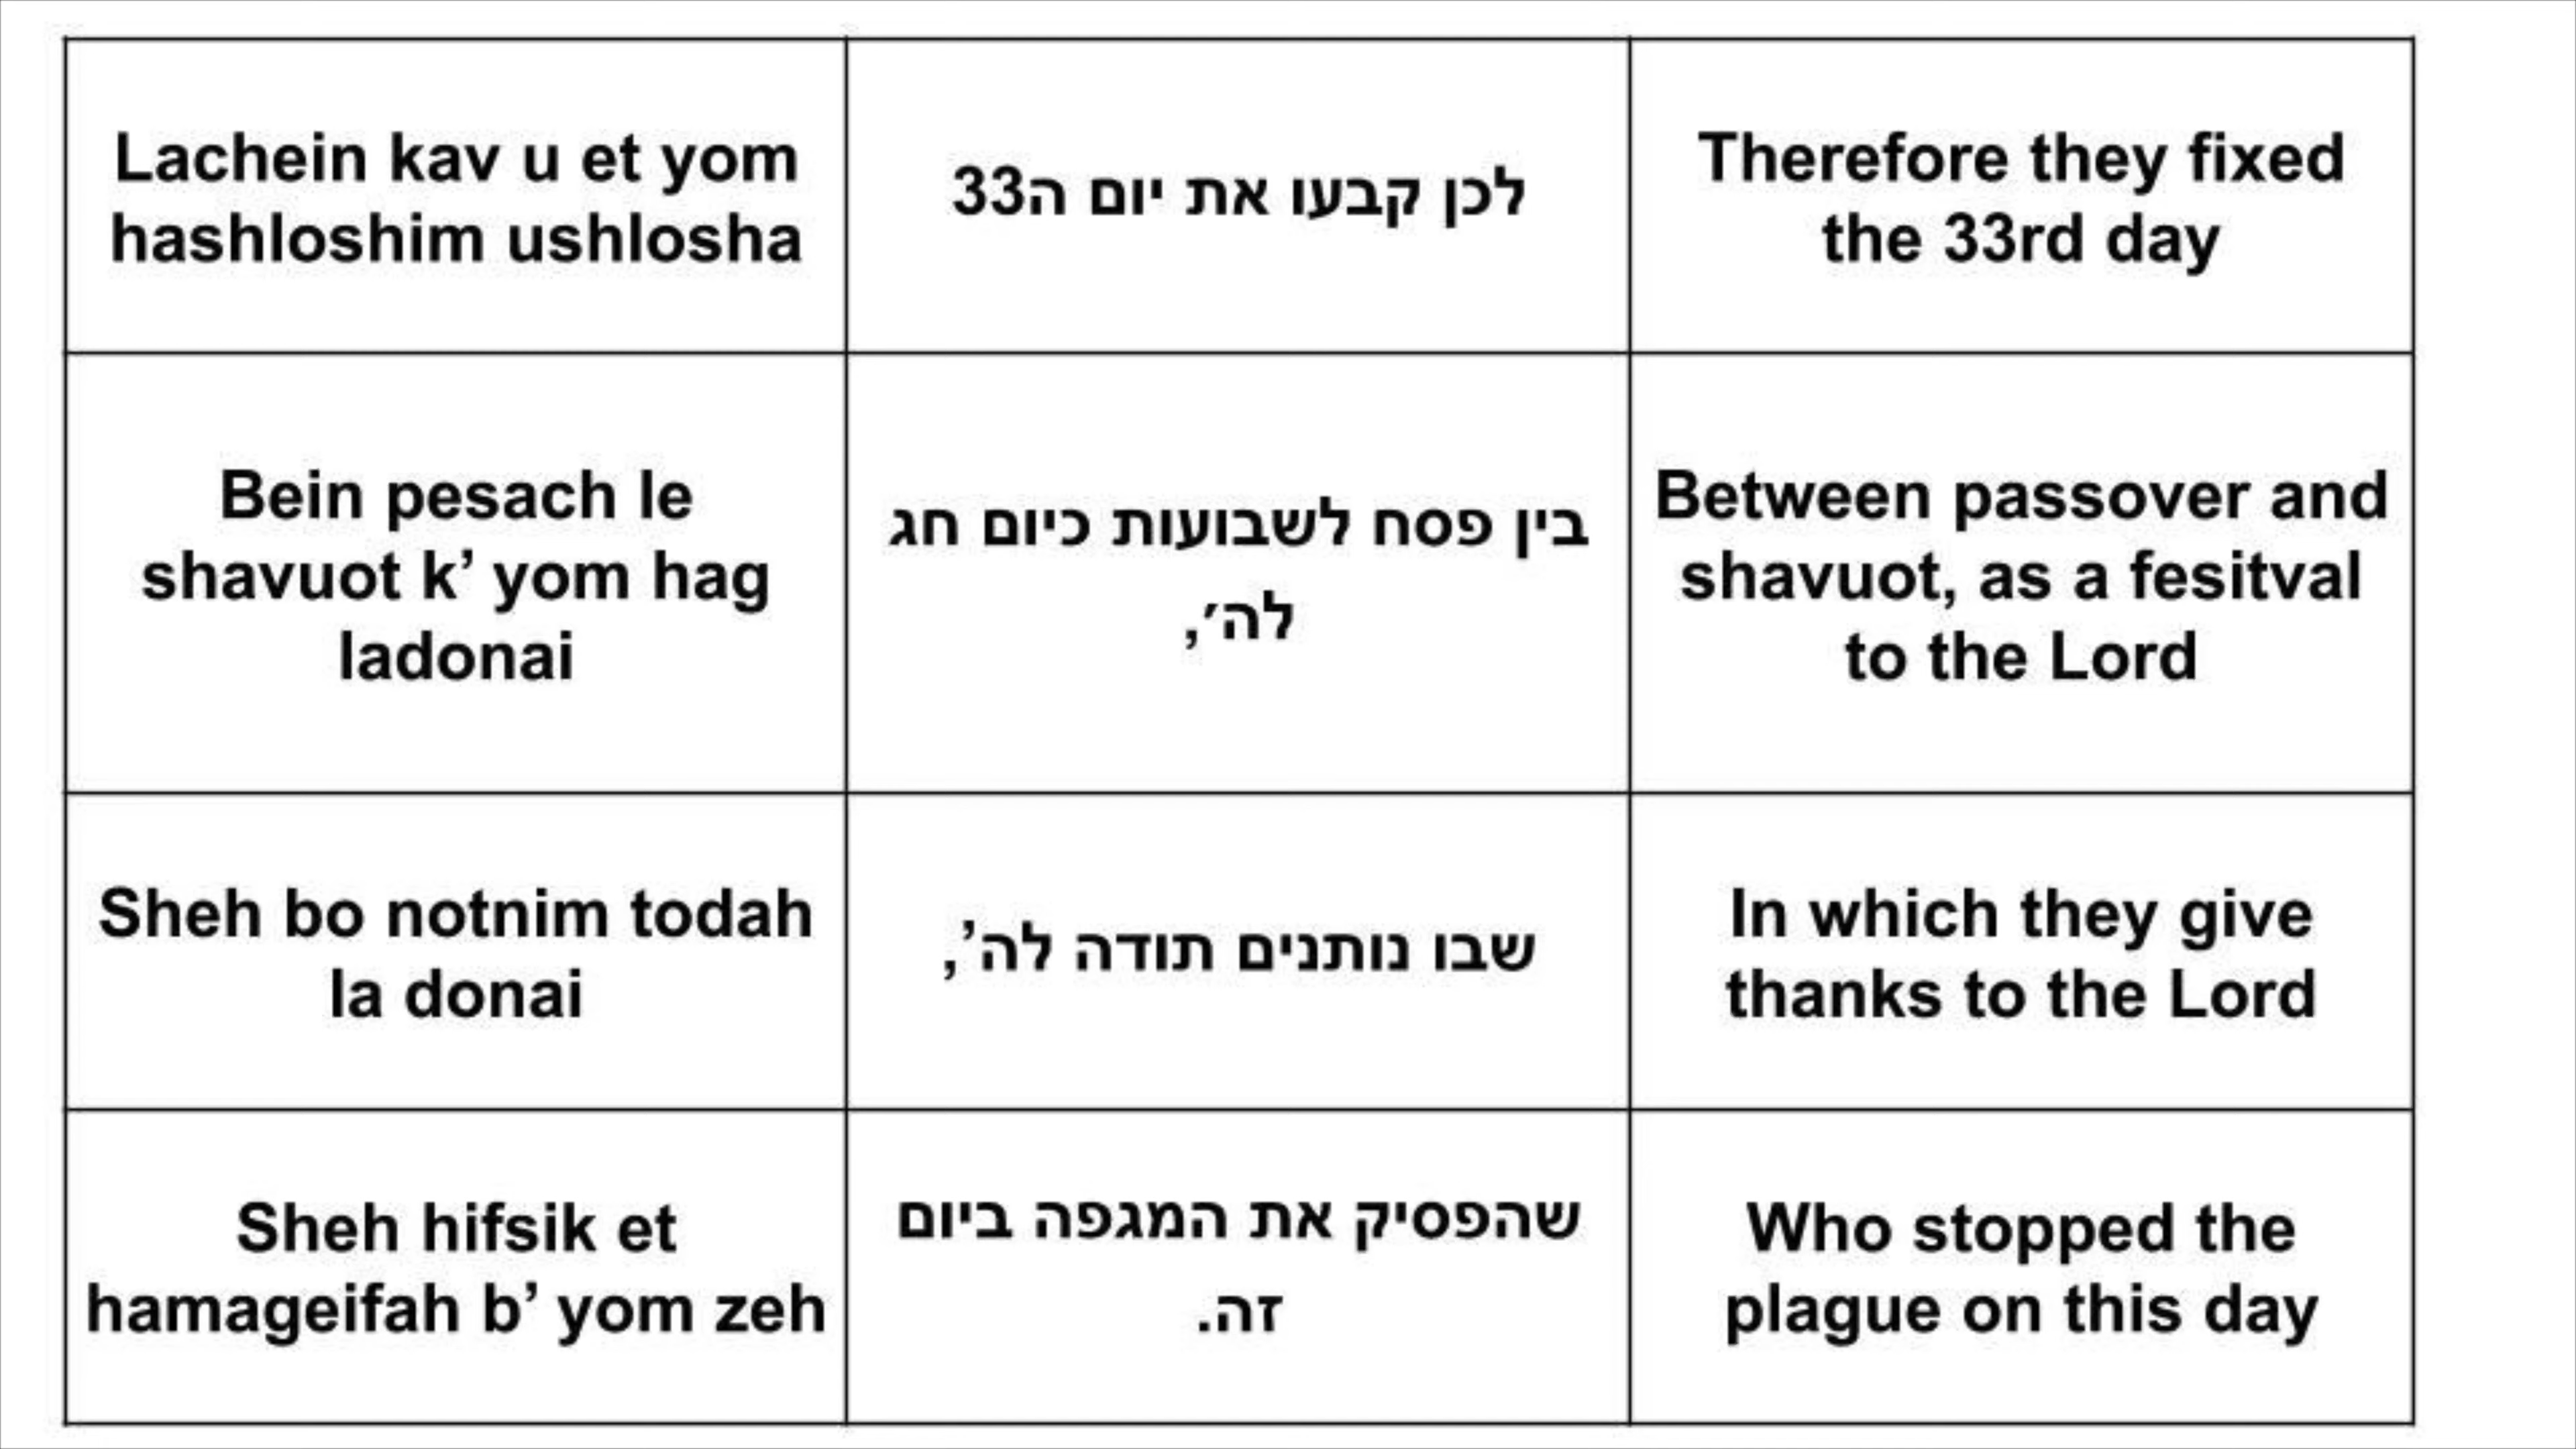 Lachein kav u et yom
hashloshim ushlosha
לכן קבעו את יום ה33
Therefore they fixed
the 33rd day
Bein pesach le
shavuot k’ yom hag
ladonai
בין פסח לשבועות כיום חג
לה׳,
Between passover and
shavuot, as a fesitval
to the Lord
Sheh bo notnim todah
la donai
שבו נותנים תודה לה’,
In which they give
thanks to the Lord
Sheh hifsik et
hamageifah b’ yom zeh
שהפסיק את המגפה ביום
זה.
Who stopped the
plague on this day